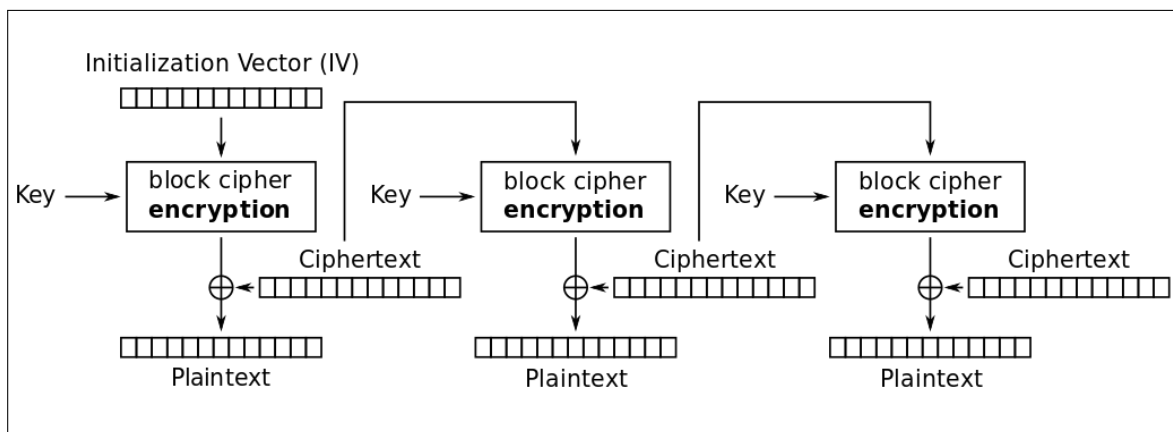 Initialization Vector (IV)
Key
block cipher
encryption
Key
block cipher
encryption
Key
block cipher
encryption
Ciphertext
Ciphertext
Ciphertext
Plaintext
Plaintext
Plaintext